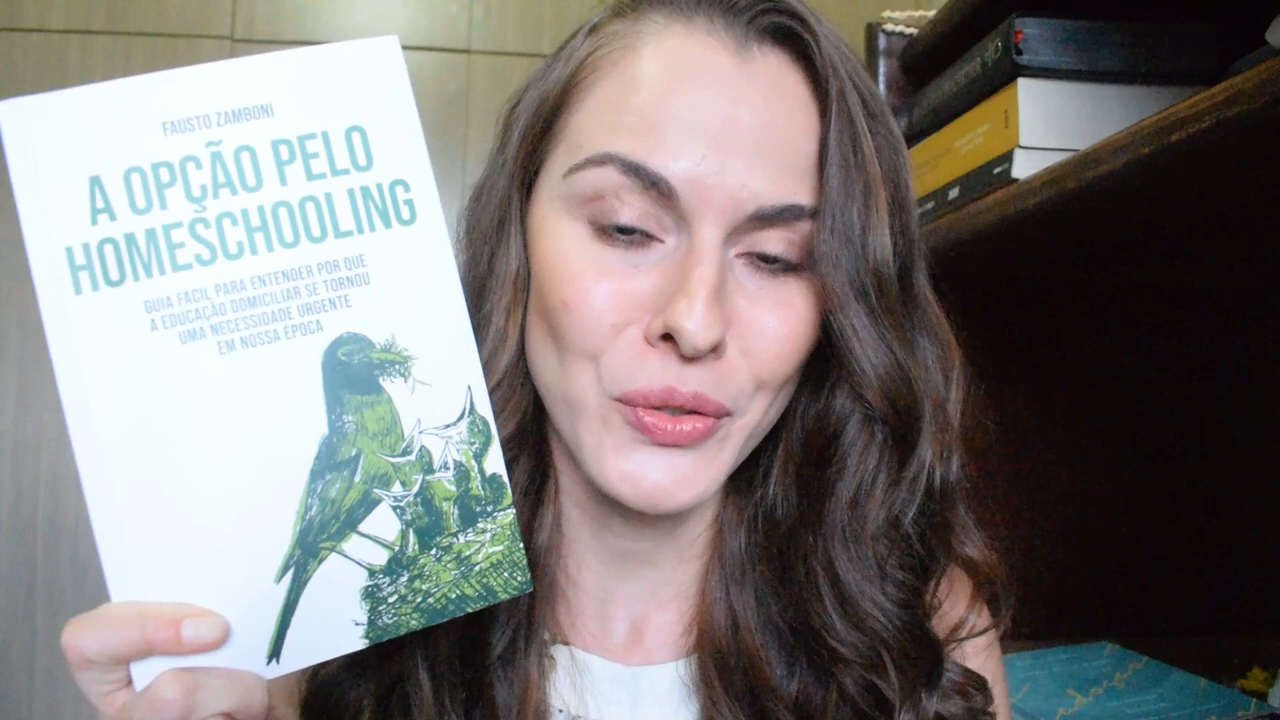 FAUSTO ZAMBONI
A OPÇÃO PELO
HOMESCHOOLING
GUIA FÁCIL PARA ENTENDER POR QUE
A EDUCAÇÃO DOMICILIAR SE TORNOU
UMA NECESSIDADE URGENTE
EM NOSSA ÉPOCA